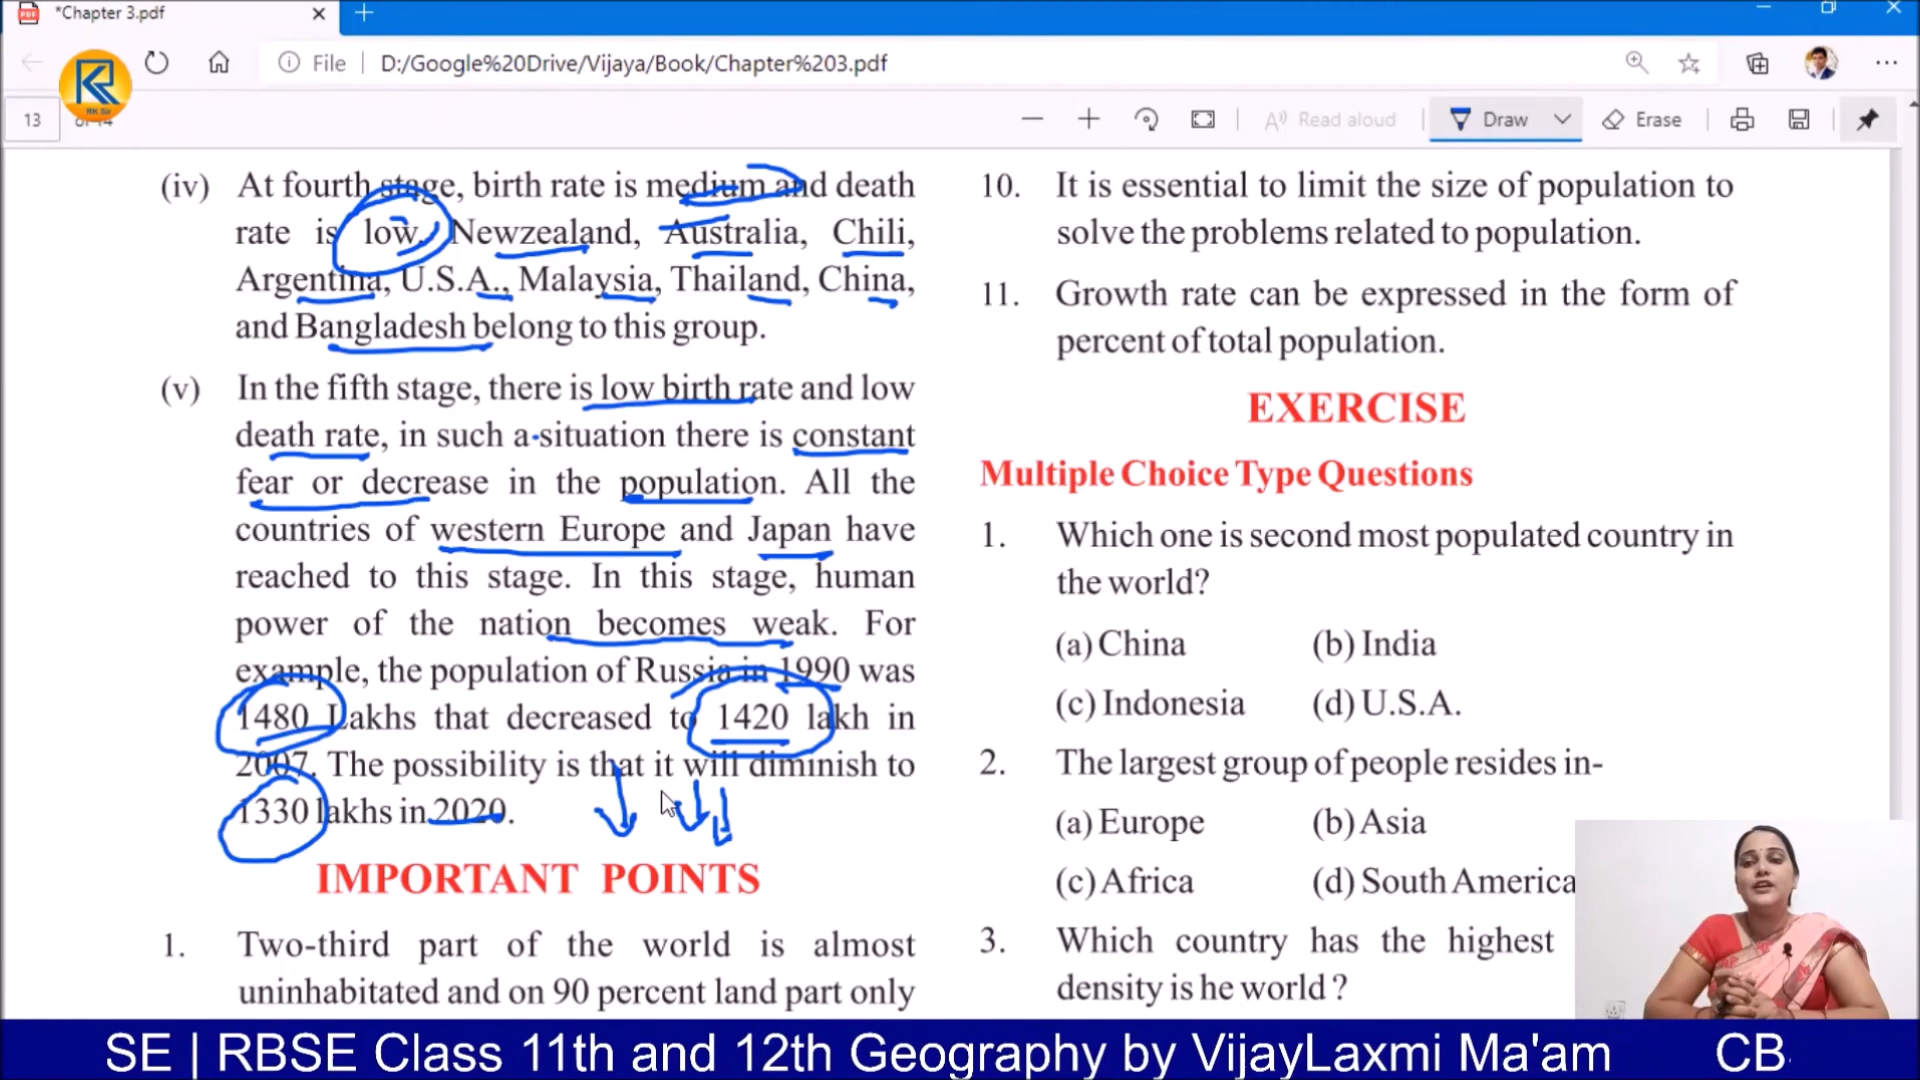 *Chapter 3.pdf
File
D:/Google%20Drive/Vijaya/Book/Chapter%203.pdf
RK Sir
13
of 14
Read aloud
Draw
Erase
(iv) At fourth stage, birth rate is medium and death
rate is low. Newzealand, Australia, Chili,
Argentina, U.S.A., Malaysia, Thailand, China,
and Bangladesh belong to this group.
(v) In the fifth stage, there is low birth rate and low
death rate, in such a situation there is constant
fear or decrease in the population. All the
countries of western Europe and Japan have
reached to this stage. In this stage, human
power of the nation becomes weak. For
example, the population of Russia in 1990 was
1480 Lakhs that decreased to 1420 lakh in
2007. The possibility is that it will diminish to
1330 lakhs in 2020.
IMPORTANT POINTS
1. Two-third part of the world is almost
uninhabitated and on 90 percent land part only
10. It is essential to limit the size of population to
solve the problems related to population.
11. Growth rate can be expressed in the form of
percent of total population.
EXERCISE
Multiple Choice Type Questions
1. Which one is second most populated country in
the world?
(a) China (b) India
(c) Indonesia (d) U.S.A.
2. The largest group of people resides in-
(a) Europe (b) Asia
(c) Africa (d) South America
3. Which country has the highest
density is he world ?
SE | RBSE Class 11th and 12th Geography by VijayLaxmi Ma'am CB